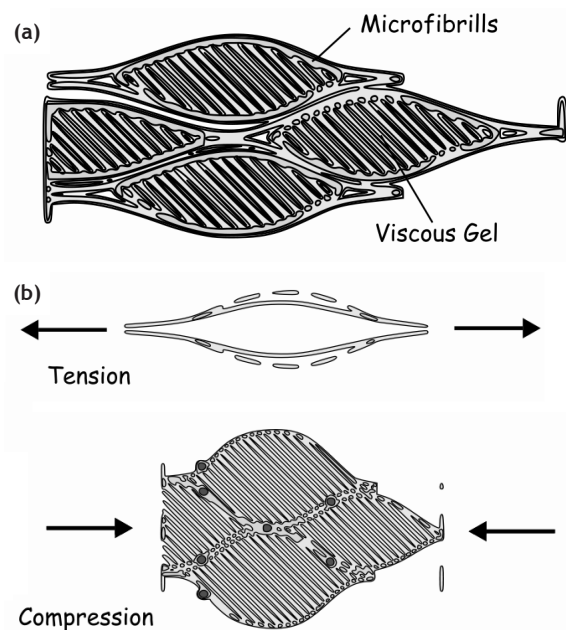 (a)
Microfibrills
Viscous Gel
(b)
Tension
Compression